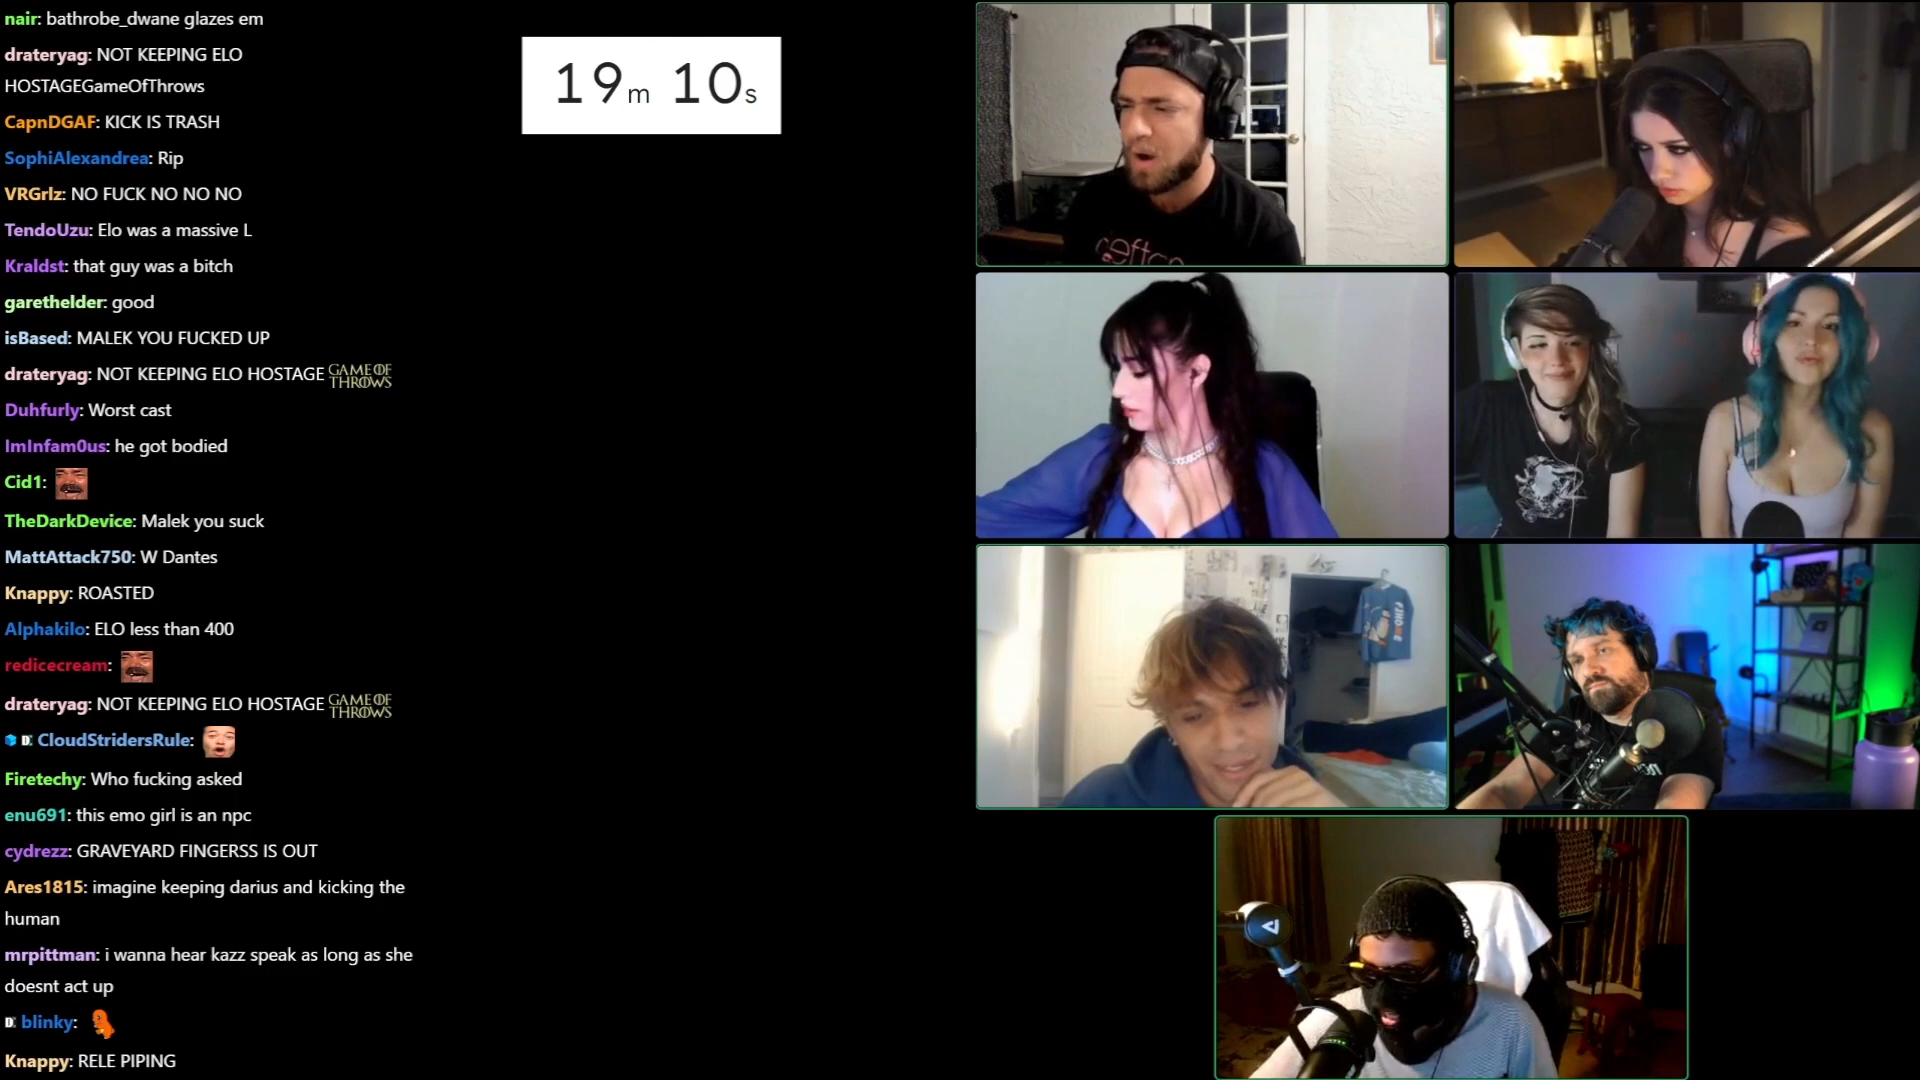 nair: bathrobe_dwane glazes em
drateryag: NOT KEEPING ELO
HOSTAGEGameOfThrows
CapnDGAF: KICK IS TRASH
SophiAlexandrea: Rip
VRGrlz: NO FUCK NO NO NO
TendoUzu: Elo was a massive L
Kraldst: that guy was a bitch
garethelder: good
isBased: MALEK YOU FUCKED UP
drateryag: NOT KEEPING ELO HOSTAGE GAME OF THROWS
Duhfurly: Worst cast
ImInfam0us: he got bodied
Cid1:
TheDarkDevice: Malek you suck
MattAttack750: W Dantes
Knappy: ROASTED
Alphakilo: ELO less than 400
redicecream:
drateryag: NOT KEEPING ELO HOSTAGE GAME OF THROWS
CloudStridersRule:
Firetechy: Who fucking asked
enu691: this emo girl is an npc
cydrezz: GRAVEYARD FINGERSS IS OUT
Ares1815: imagine keeping darius and kicking the
human
mrpittman: i wanna hear kazz speak as long as she
doesnt act up
blinky:
Knappy: RELE PIPING
19m 10s